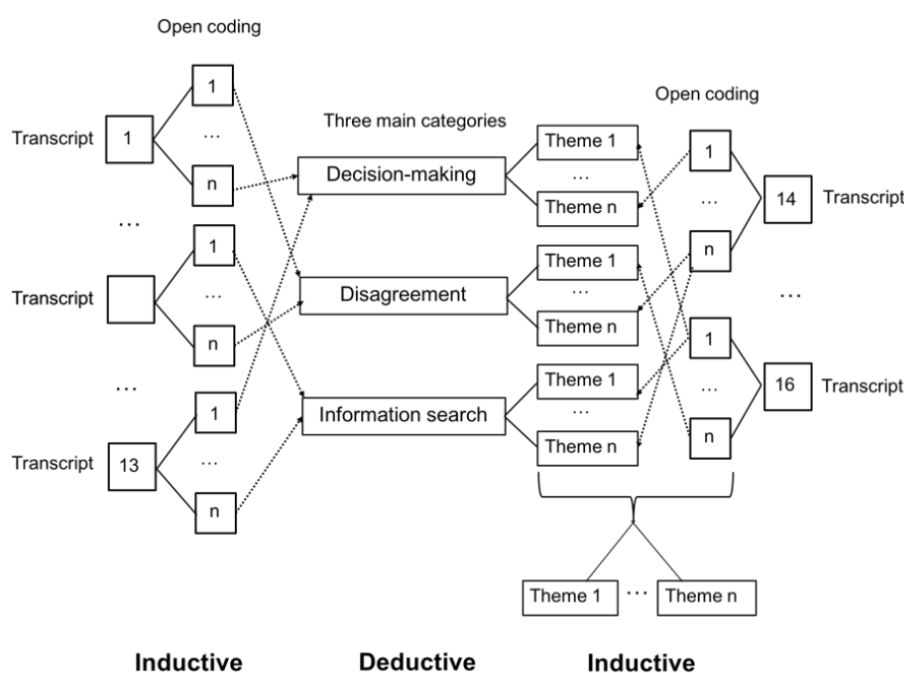 Open coding
1
Open coding
Three main categories
Theme 1
Transcript
1
...
Decision-making
...
1
n
Theme n
...
14
Transcript
...
1
Theme 1
n
Transcript
...
Disagreement
...
...
n
Theme n
1
...
Theme 1
...
16
Transcript
1
Information search
...
n
Transcript
13
...
Theme n
n
Theme 1
...
Theme n
Inductive
Deductive
Inductive